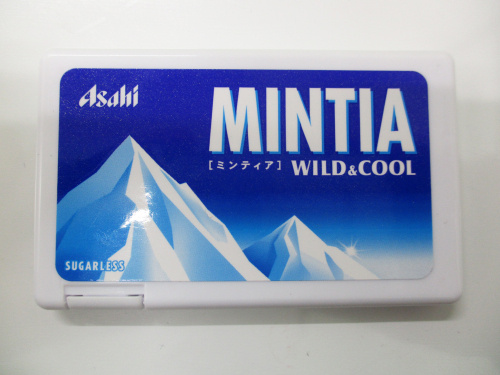 Asahi
MINTIA
[ミンティア] WILD&COOL
SUGARLESS